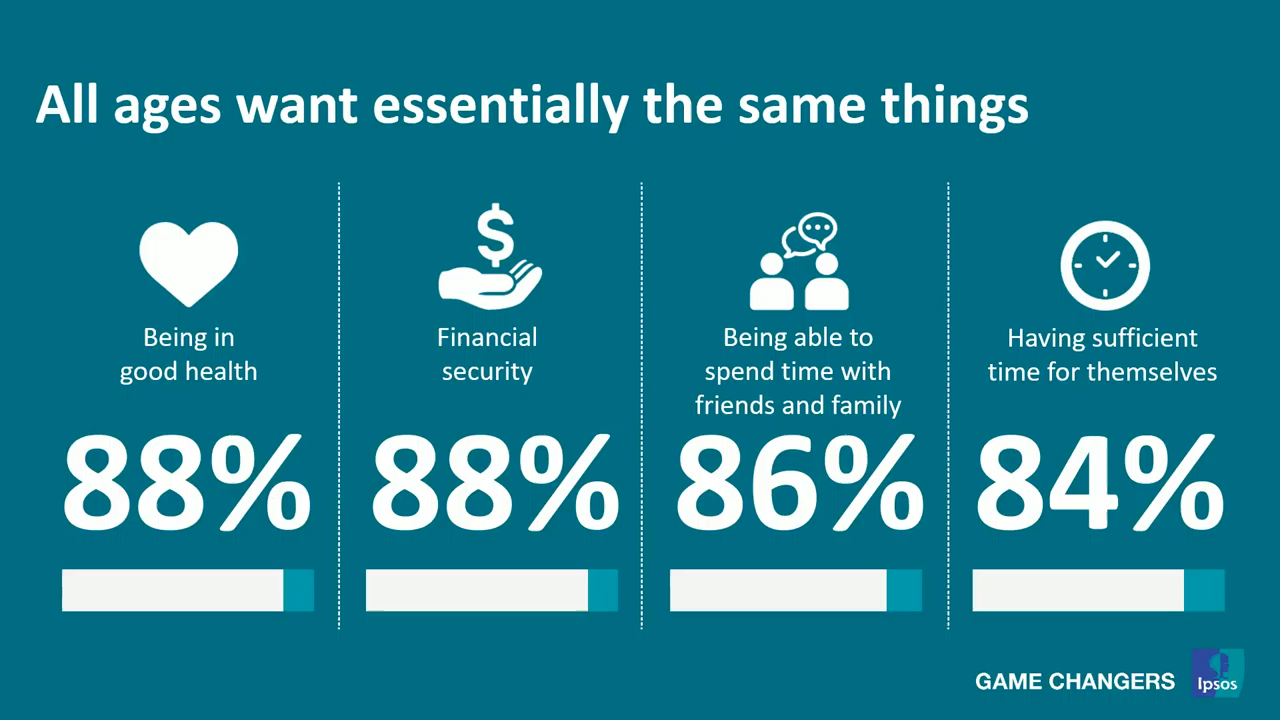 All ages want essentially the same things
$
Being in
good health
88%
Financial
security
88%
Being able to
spend time with
friends and family
86%
Having sufficient
time for themselves
84%
GAME CHANGERS
Ipsos